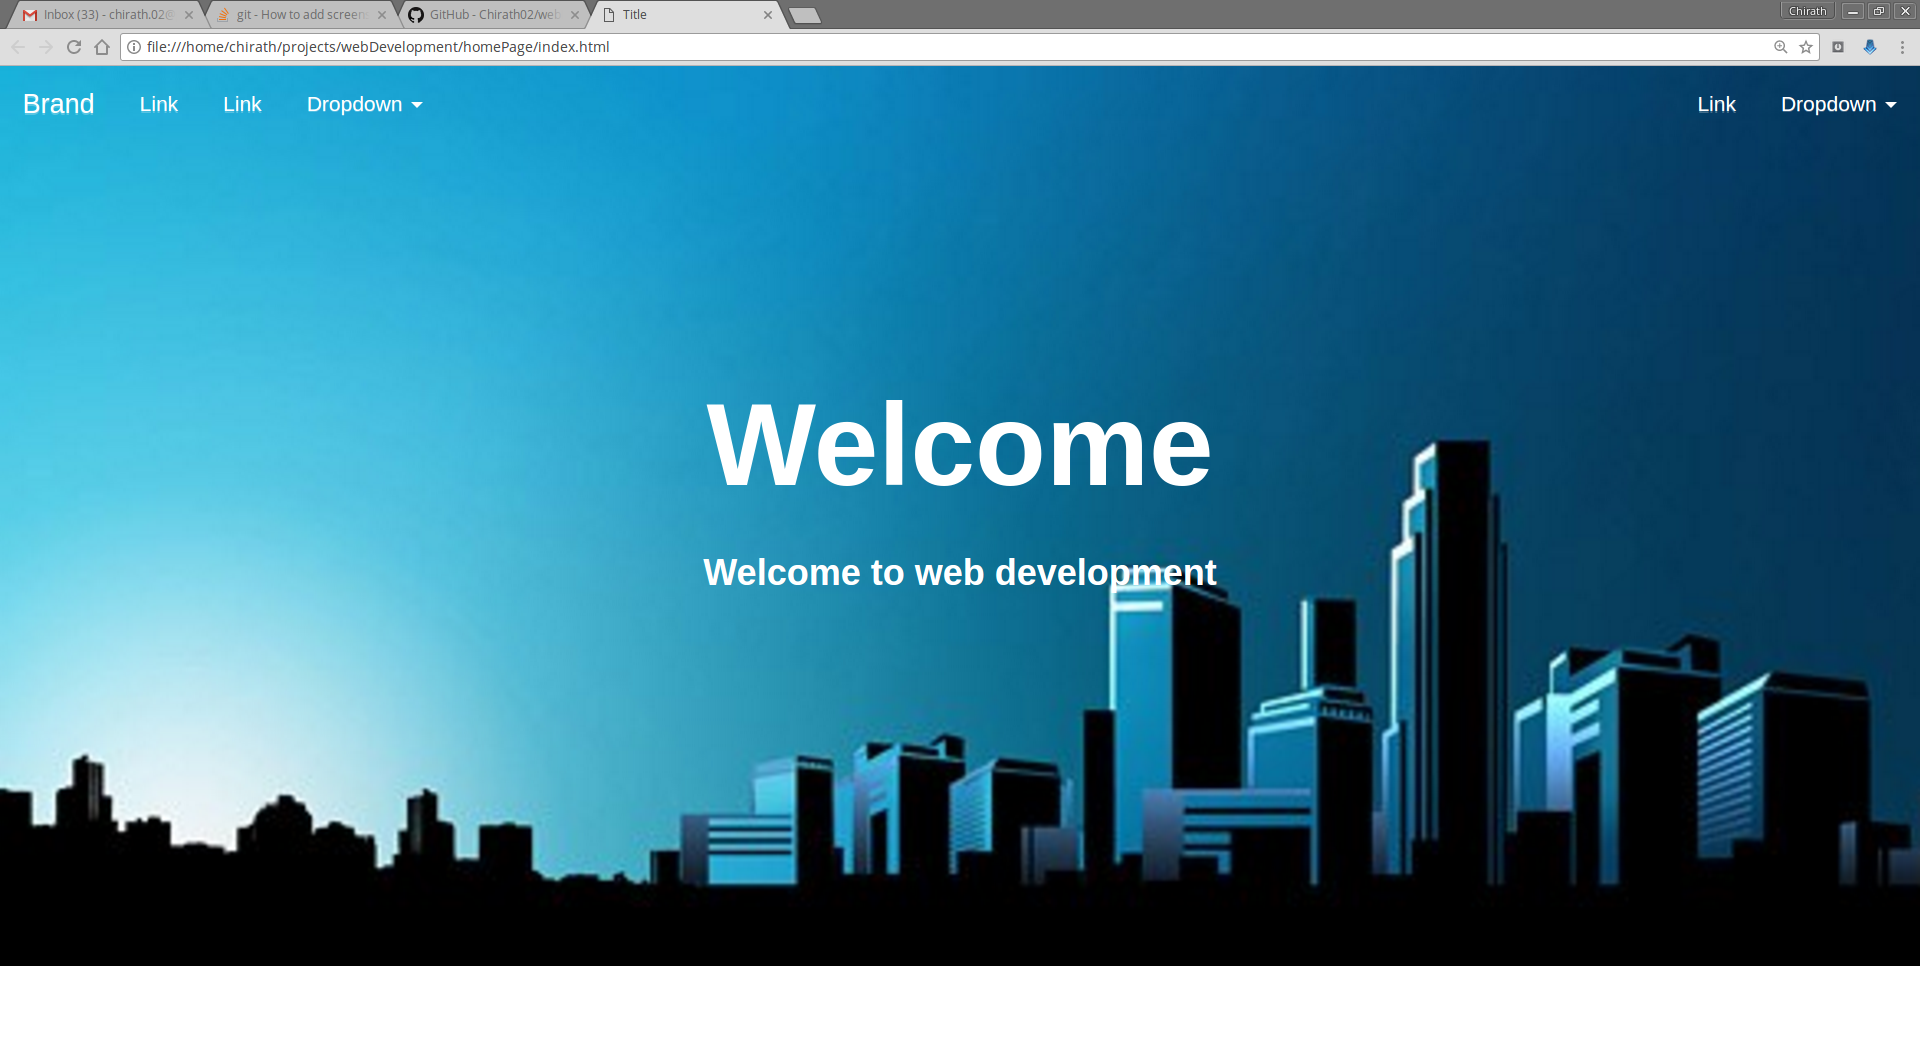 Inbox (33) - chirath.02@
git - How to add screen
GitHub - Chirath02/web
Title
Chirath
file:///home/chirath/projects/webDevelopment/homePage/index.html
Brand Link Link Dropdown Link Dropdown
Welcome
Welcome to web development